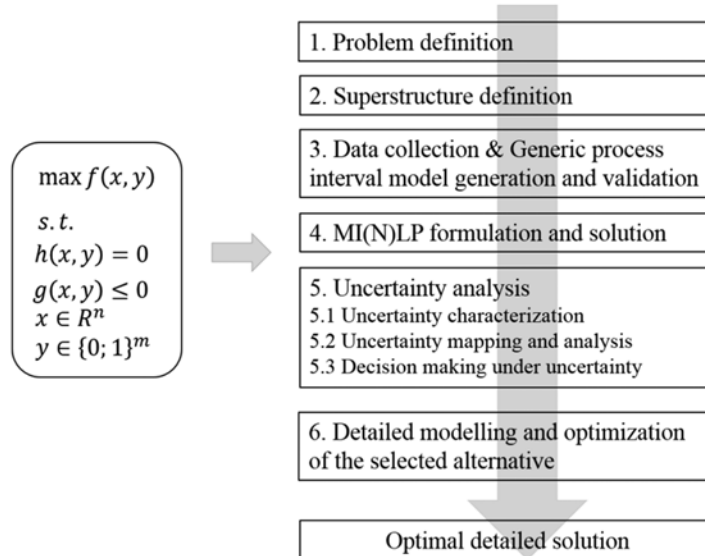 max f(x, y)
s.t.
h(x, y) = 0
g(x, y) ≤ 0
x ∈ Rⁿ
y ∈ {0; 1}ᵐ
1. Problem definition
2. Superstructure definition
3. Data collection & Generic process
interval model generation and validation
4. MI(N)LP formulation and solution
5. Uncertainty analysis
5.1 Uncertainty characterization
5.2 Uncertainty mapping and analysis
5.3 Decision making under uncertainty
6. Detailed modelling and optimization
of the selected alternative
Optimal detailed solution